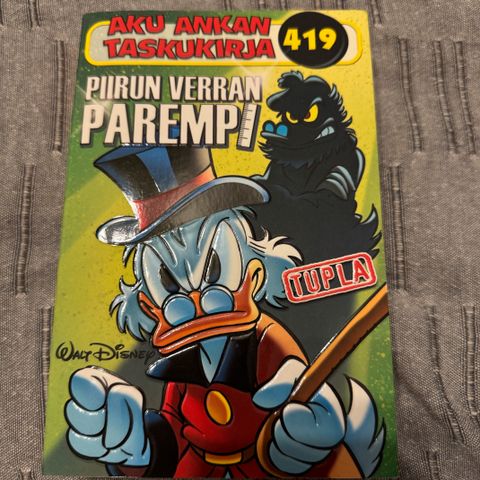 AKU ANKAN
TASKUKIRJA 419
PIIRUN VERRAN
PAREMPI
TUPLA
WALT DISNEY